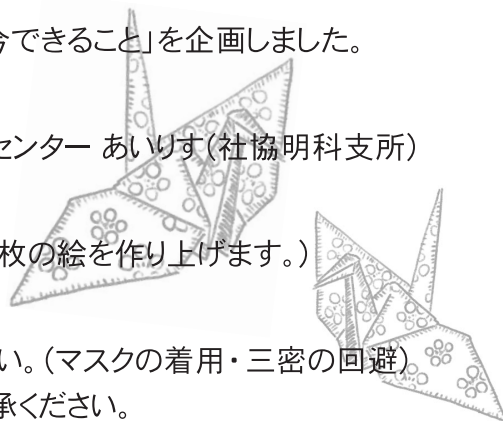 今できること」を企画しました。
センター あいりす(社協明科支所)
枚の絵を作り上げます。)
い。(マスクの着用・三密の回避)
承ください。